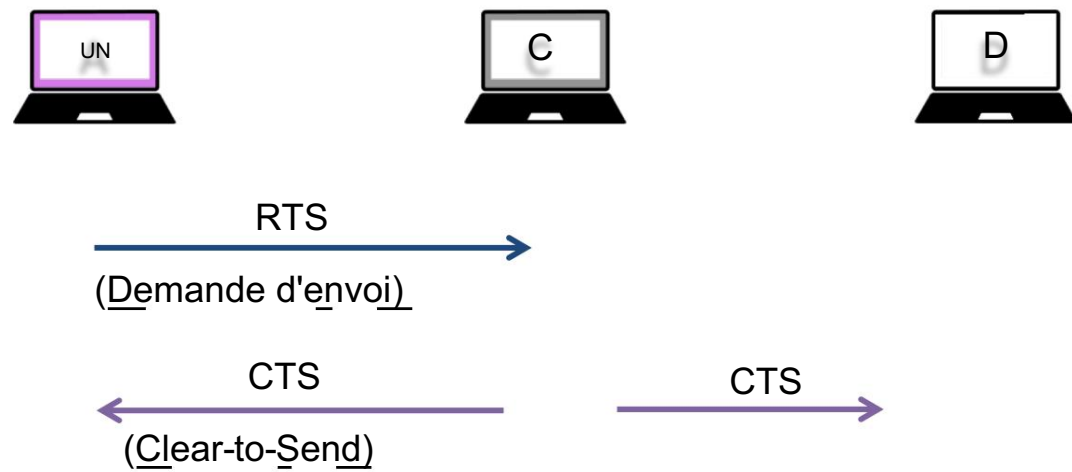 UN
C
D
RTS
(Demande d'envoi)
CTS
CTS
(Clear-to-Send)